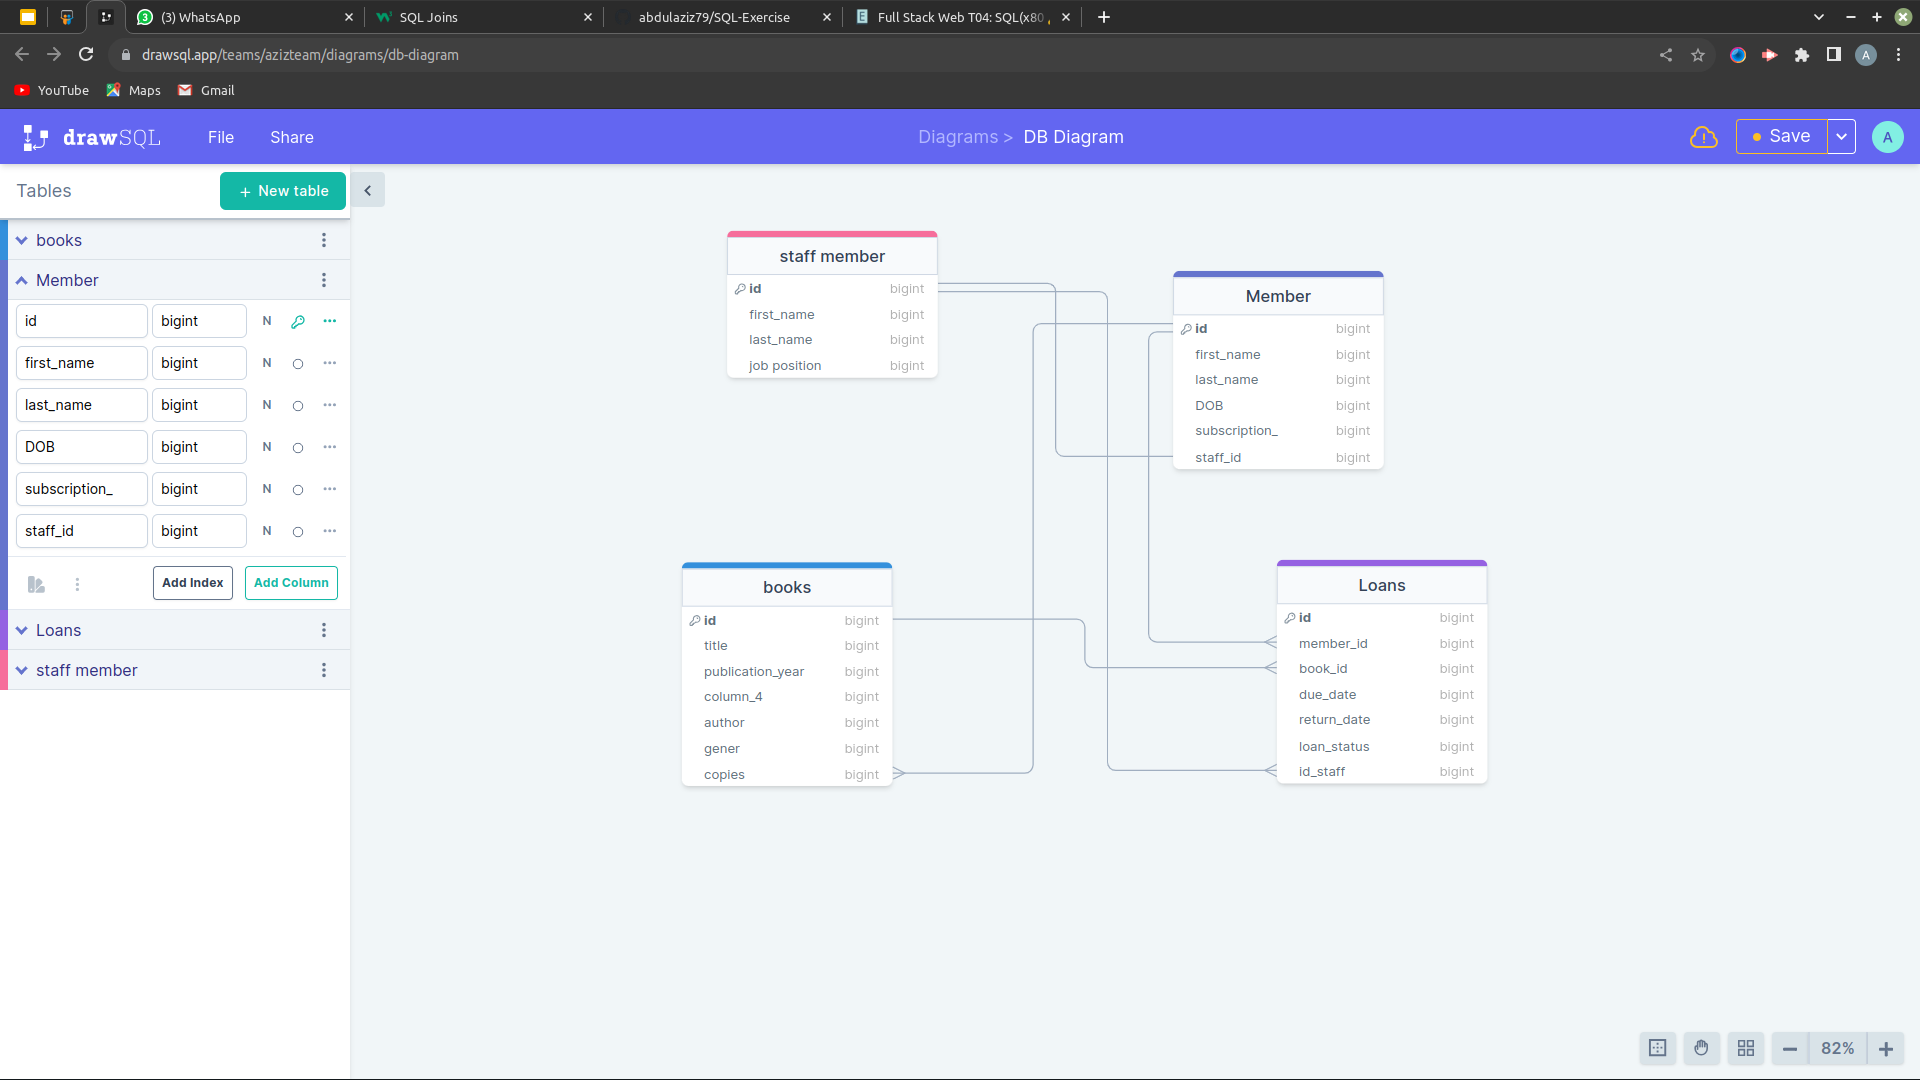 3 (3) WhatsApp SQL Joins abdulaziz79/SQL-Exercise Full Stack Web T04: SQL(x80
drawsql.app/teams/azizteam/diagrams/db-diagram A
YouTube Maps Gmail
drawSQL File Share Diagrams > DB Diagram Save A
Tables + New table
books
Member
id bigint N
first_name bigint N
last_name bigint N
DOB bigint N
subscription_ bigint N
staff_id bigint N
Add Index Add Column
Loans
staff member
staff member
id bigint
first_name bigint
last_name bigint
job position bigint
Member
id bigint
first_name bigint
last_name bigint
DOB bigint
subscription_ bigint
staff_id bigint
books
id bigint
title bigint
publication_year bigint
column_4 bigint
author bigint
gener bigint
copies bigint
Loans
id bigint
member_id bigint
book_id bigint
due_date bigint
return_date bigint
loan_status bigint
id_staff bigint
82%